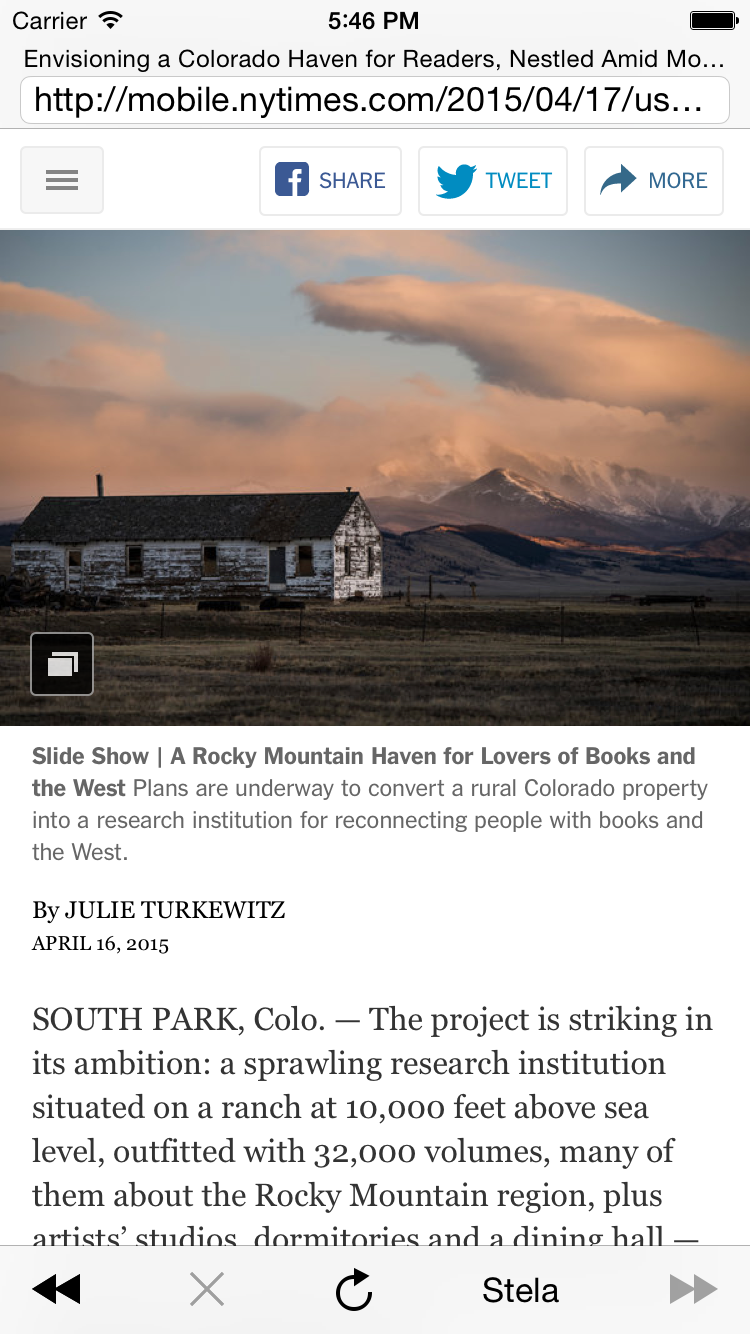 Carrier 5:46 PM
Envisioning a Colorado Haven for Readers, Nestled Amid Mo...
http://mobile.nytimes.com/2015/04/17/us...
SHARE TWEET MORE
Slide Show | A Rocky Mountain Haven for Lovers of Books and
the West Plans are underway to convert a rural Colorado property
into a research institution for reconnecting people with books and
the West.
By JULIE TURKEWITZ
APRIL 16, 2015
SOUTH PARK, Colo. — The project is striking in
its ambition: a sprawling research institution
situated on a ranch at 10,000 feet above sea
level, outfitted with 32,000 volumes, many of
them about the Rocky Mountain region, plus
artists’ studios, dormitories and a dining hall —
Stela